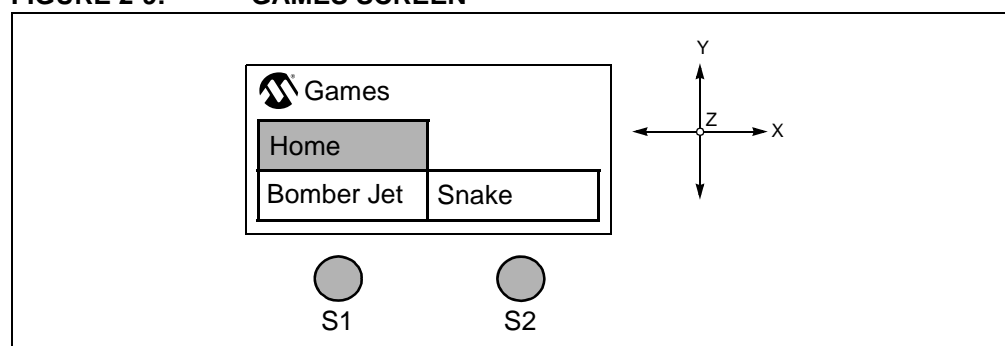 GAMES SCREEN
Y
Games
Z
X
Home
Bomber Jet Snake
S1 S2